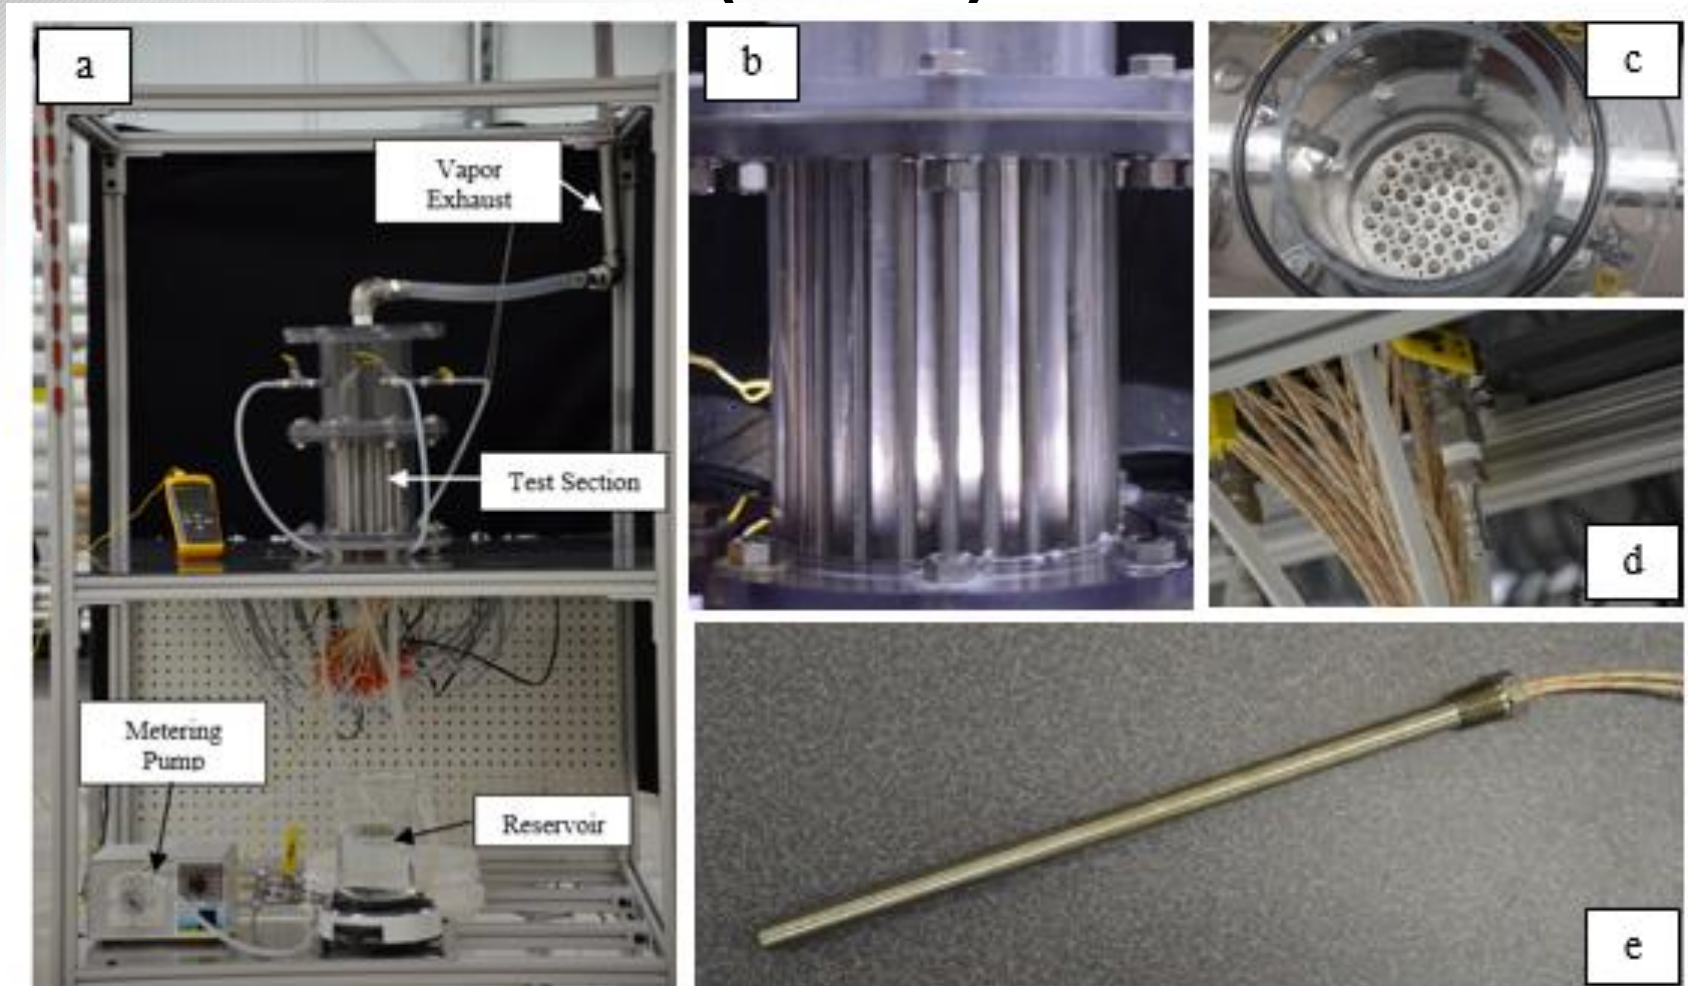 a
Vapor
Exhaust
Test Section
Metering
Pump
Reservoir
b
c
d
e